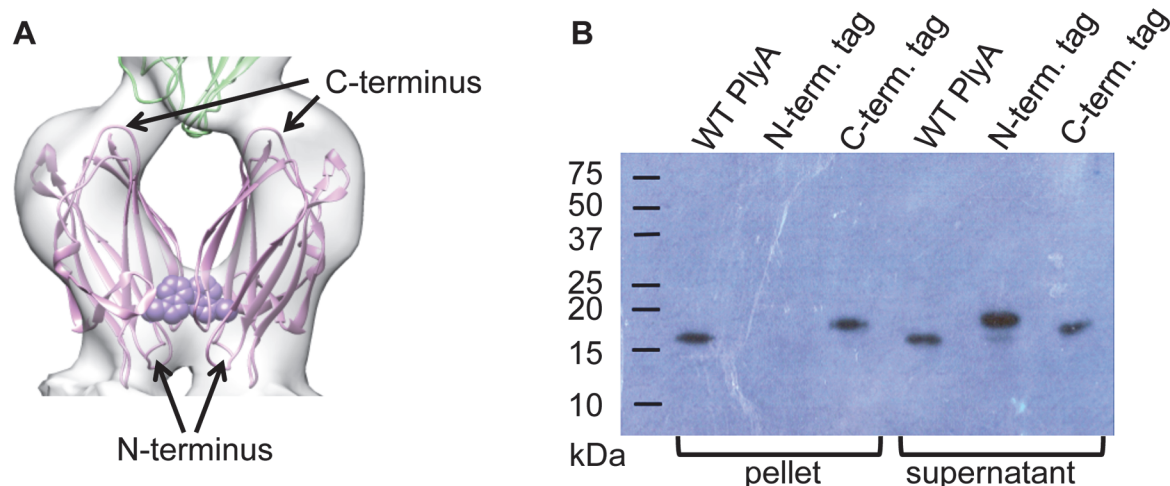 A
C-terminus
N-terminus
B
WT PlyA
N-term. tag
C-term. tag
WT PlyA
N-term. tag
C-term. tag
75
50
37
25
20
15
10
kDa
pellet
supernatant